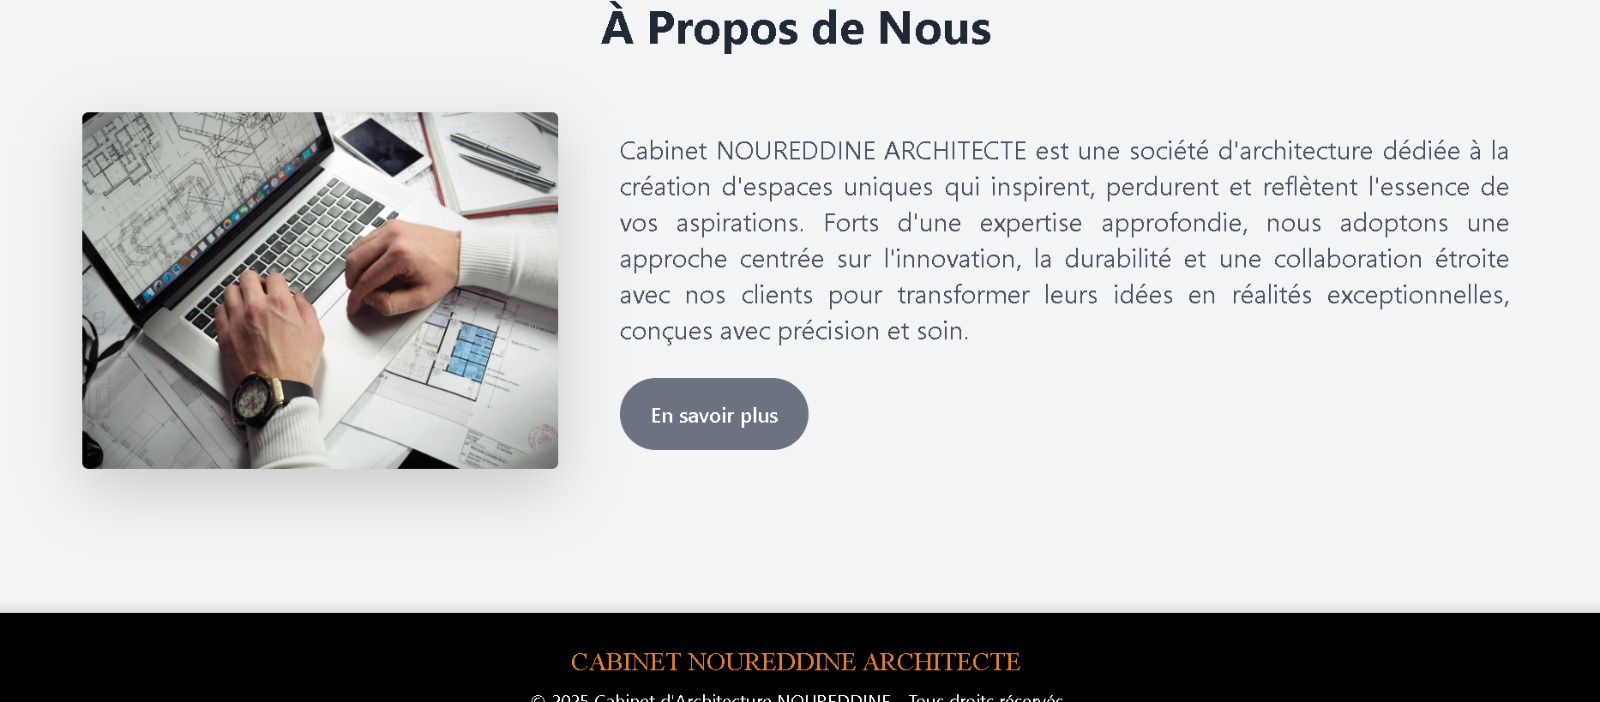 À Propos de Nous
Cabinet NOUREDDINE ARCHITECTE est une société d'architecture dédiée à la
création d'espaces uniques qui inspirent, perdurent et reflètent l'essence de
vos aspirations. Forts d'une expertise approfondie, nous adoptons une
approche centrée sur l'innovation, la durabilité et une collaboration étroite
avec nos clients pour transformer leurs idées en réalités exceptionnelles,
conçues avec précision et soin.
En savoir plus
CABINET NOUREDDINE ARCHITECTE
© 2025 Cabinet d'Architecture NOUREDDINE - Tous droits réservés